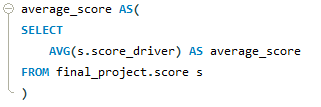 average_score AS(
SELECT
AVG(s.score_driver) AS average_score
FROM final_project.score s
)